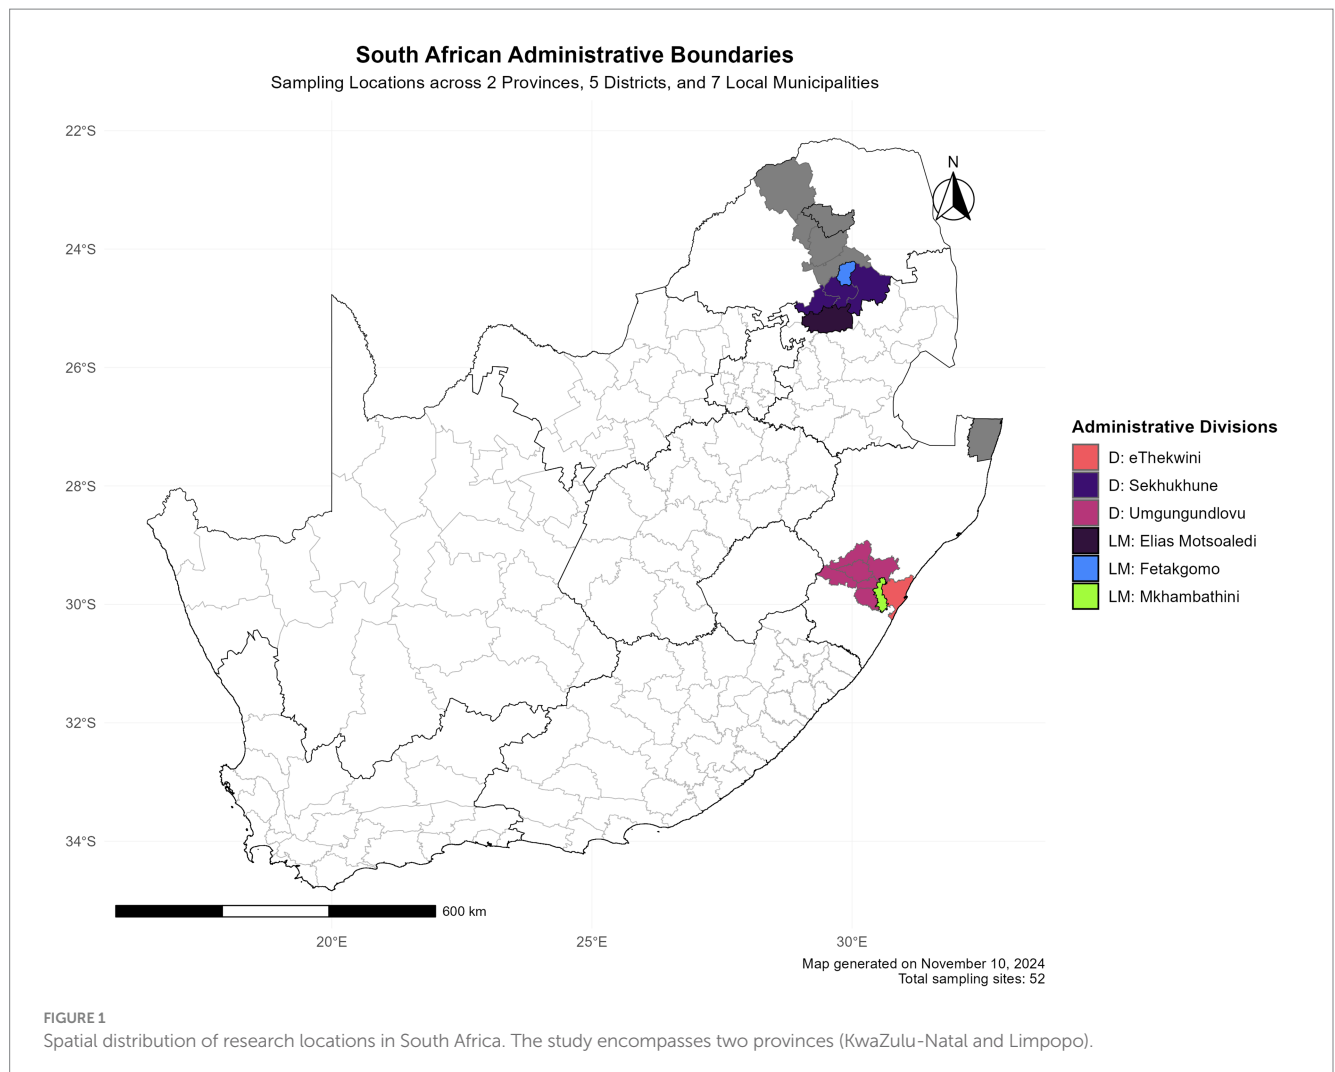 South African Administrative Boundaries
Sampling Locations across 2 Provinces, 5 Districts, and 7 Local Municipalities
22°S
24°S
26°S
28°S
30°S
32°S
34°S
N
600 km
20°E
25°E
30°E
Administrative Divisions
D: eThekwini
D: Sekhukhune
D: Umgungundlovu
LM: Elias Motsoaledi
LM: Fetakgomo
LM: Mkhambathini
Map generated on November 10, 2024
Total sampling sites: 52
FIGURE 1
Spatial distribution of research locations in South Africa. The study encompasses two provinces (KwaZulu-Natal and Limpopo).